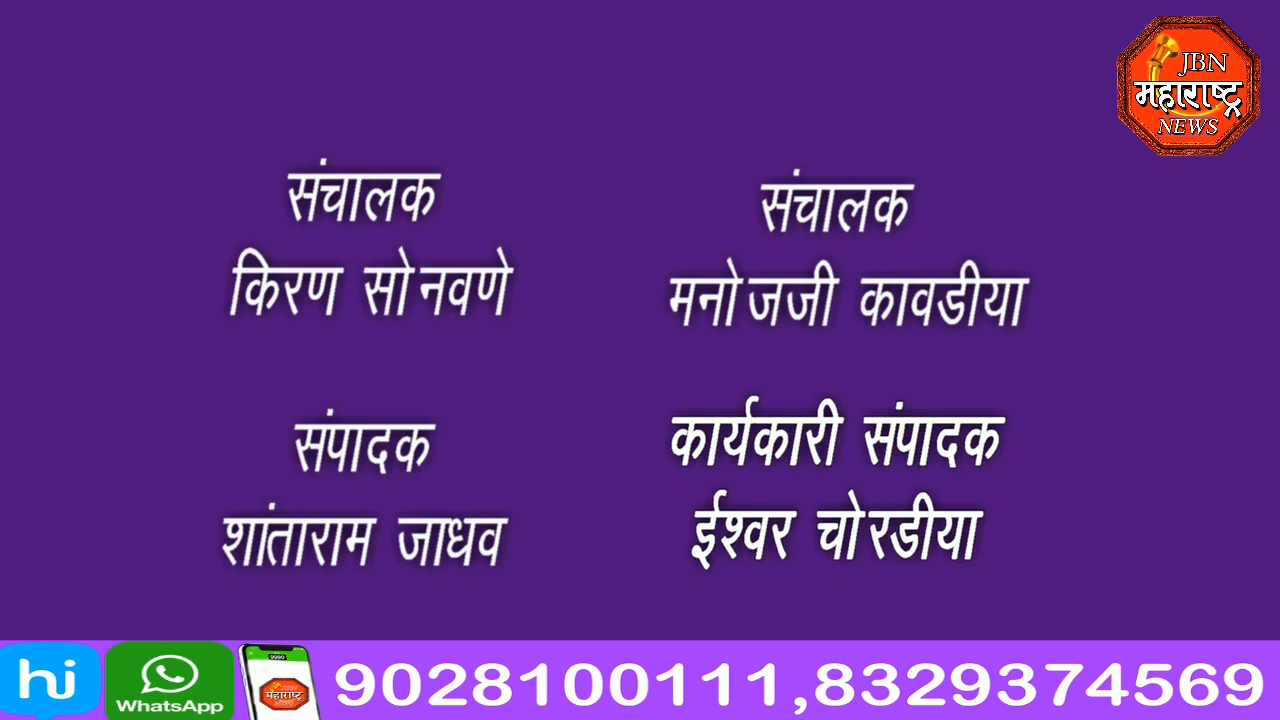 JBN
महाराष्ट्र
NEWS
संचालक
किरण सोनवणे
संचालक
मनोजजी कावडीया
संपादक
शांताराम जाधव
कार्यकारी संपादक
ईश्वर चोरडीया
hi
WhatsApp
महाराष्ट्र
9028100111,8329374569